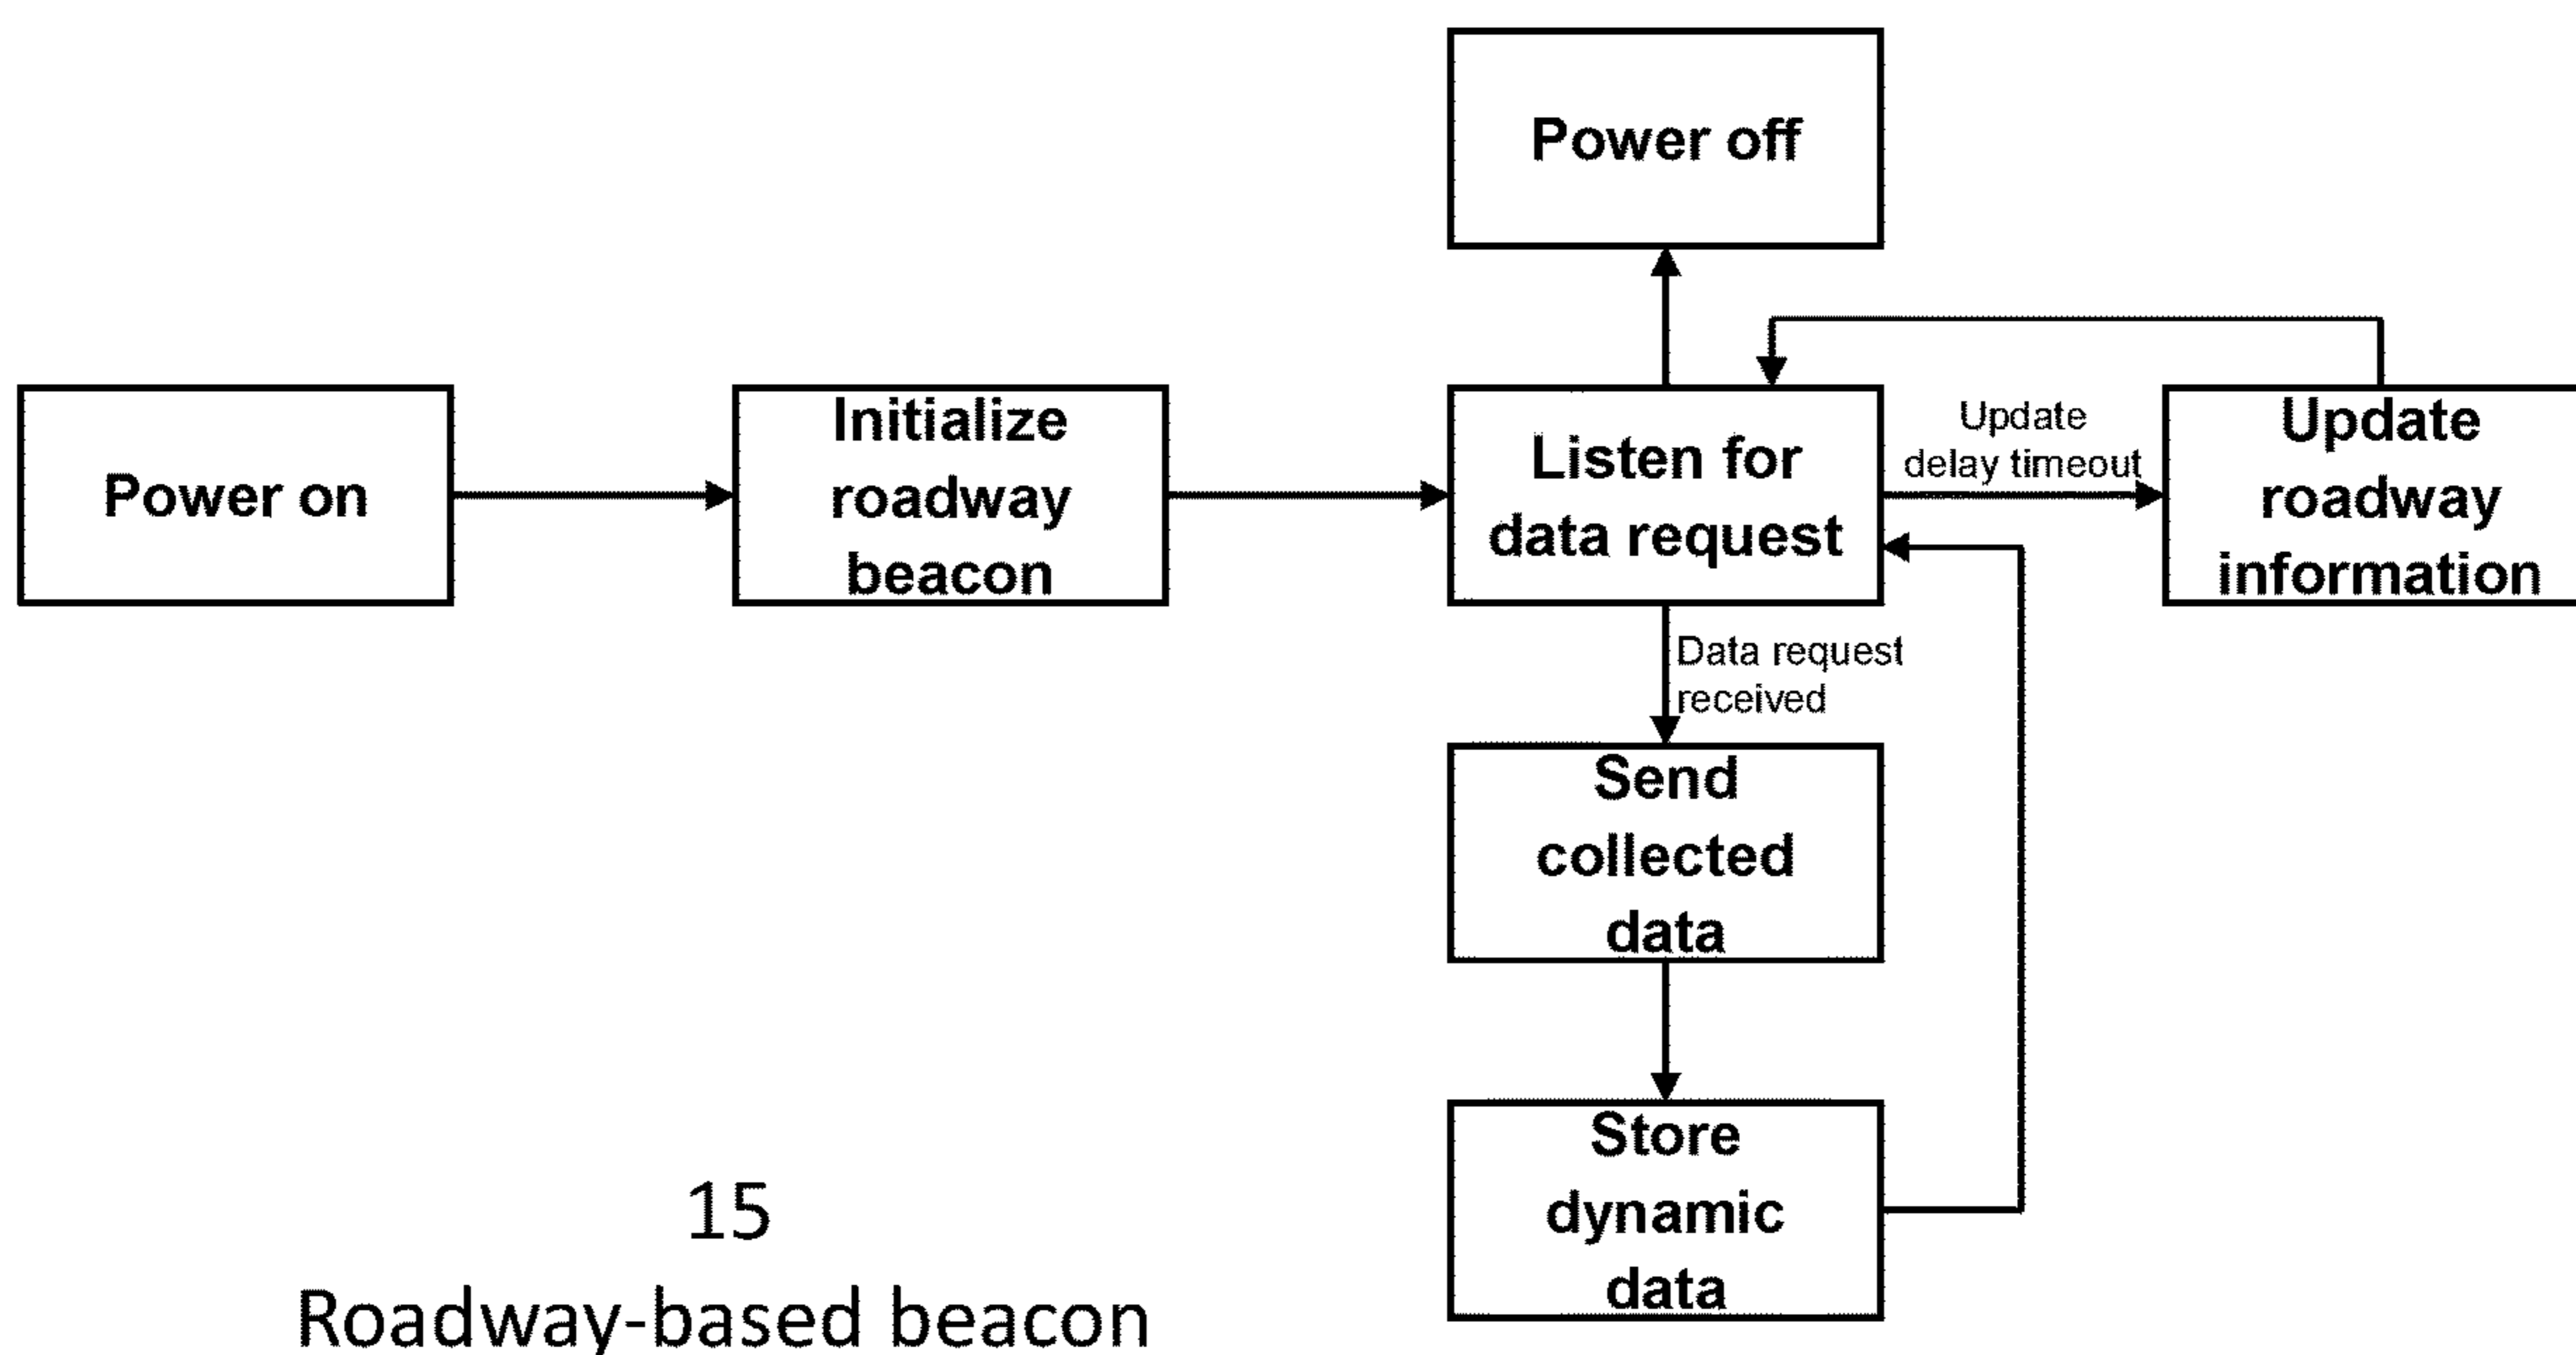 Power off
Power on
Initialize
roadway
beacon
Listen for
data request
Update
delay timeout
Update
roadway
information
Data request
received
Send
collected
data
Store
dynamic
data
15
Roadway-based beacon